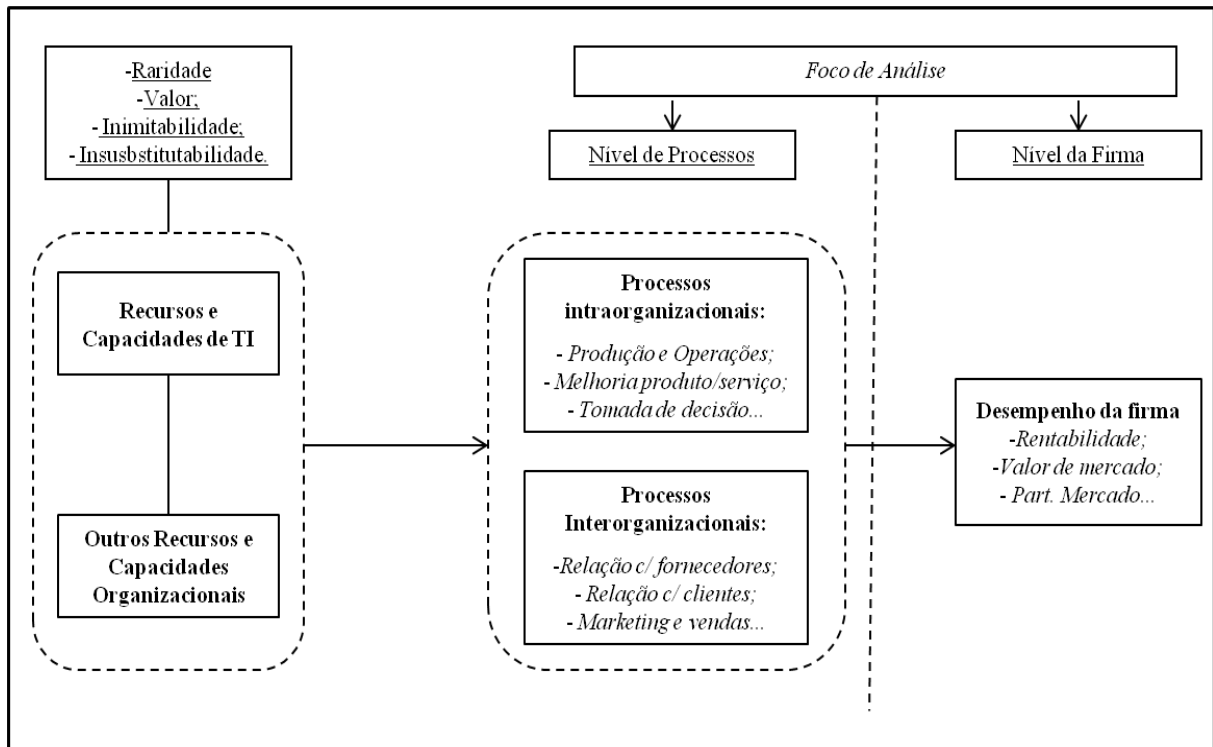 -Raridade
-Valor;
- Inimitabilidade;
-Insusbstitutabilidade.
Foco de Análise
Nível de Processos
Nível da Firma
Recursos e
Capacidades de TI
Outros Recursos e
Capacidades
Organizacionais
Processos
intraorganizacionais:
- Produção e Operações;
- Melhoria produto/serviço;
- Tomada de decisão...
Processos
Interorganizacionais:
-Relação c/ fornecedores;
- Relação c/ clientes;
- Marketing e vendas...
Desempenho da firma
-Rentabilidade;
-Valor de mercado;
- Part. Mercado...